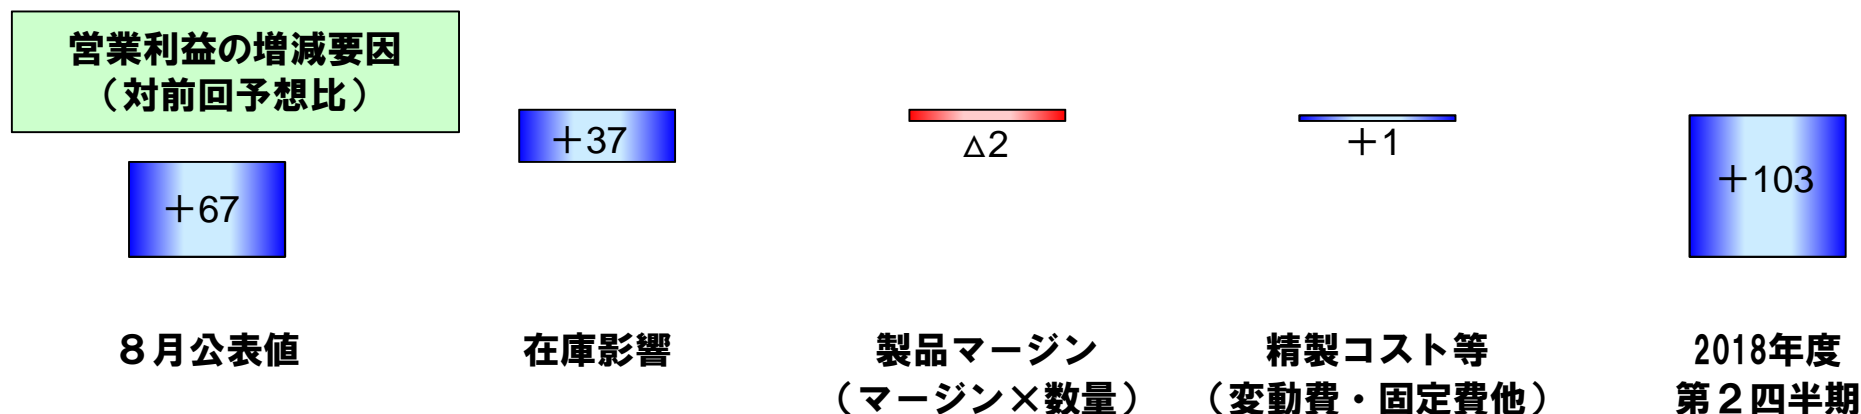 営業利益の増減要因
（対前回予想比）
＋67
＋37
△2
＋1
＋103
８月公表値
在庫影響
製品マージン
（マージン×数量）
精製コスト等
（変動費・固定費他）
2018年度
第２四半期